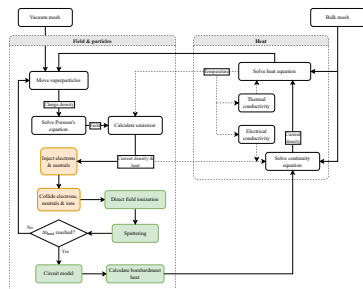 Vacuum mesh
Bulk mesh
Field & particles
Heat
Move superparticles
Temperature
Solve heat equation
Charge density
Thermal
conductivity
Solve Poisson's
equation
Field
Calculate emission
Electrical
conductivity
Current
density
Inject electrons
& neutrals
Current density &
heat
Solve continuity
equation
Collide electrons,
neutrals & ions
Direct field ionization
Sputtering
No
reached?
Yes
Circuit model
Calculate bombardment
heat